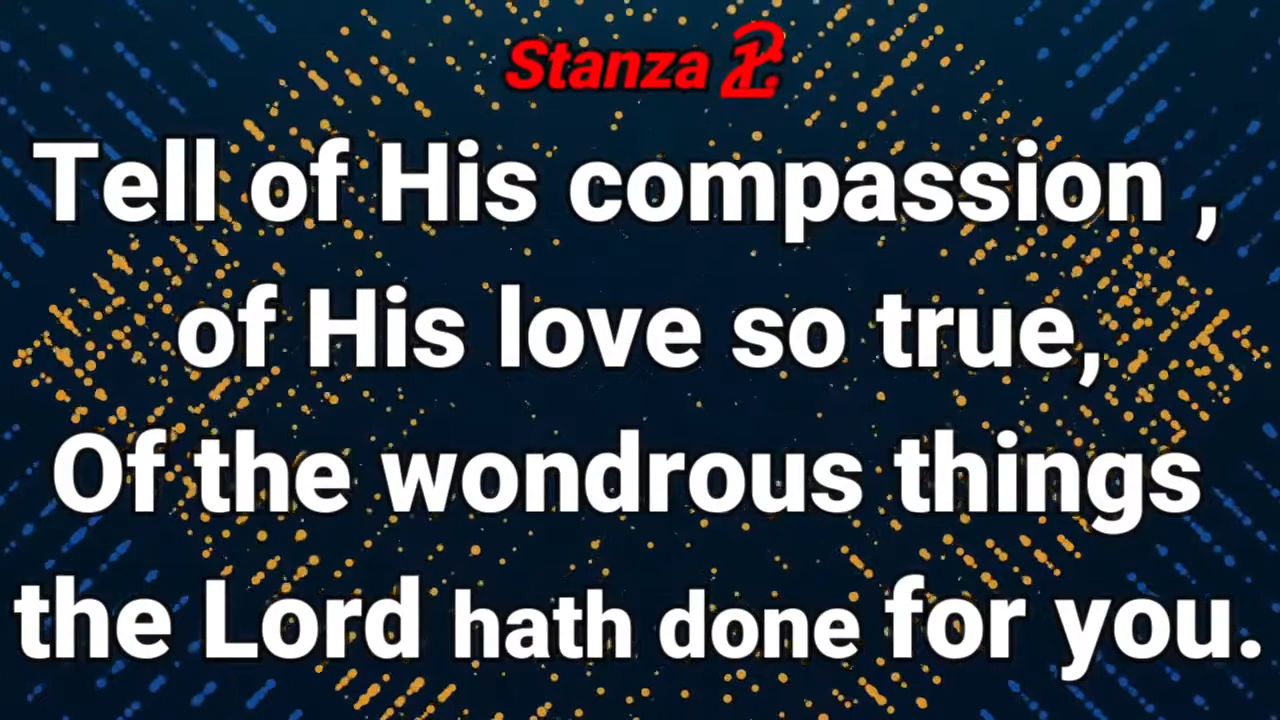 Stanza
Tell of His compassion ,
of His love so true,
Of the wondrous things
the Lord hath done for you.